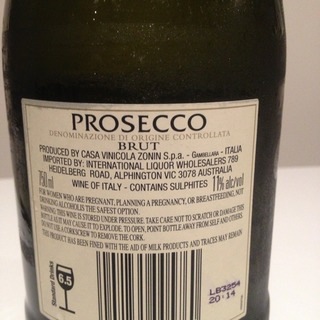 PROSECCO
DENOMINAZIONE DI ORIGINE CONTROLLATA
BRUT
PRODUCED BY CASA VINICOLA ZONIN S.p.a. - GAMBELLARA - ITALIA
IMPORTED BY: INTERNATIONAL LIQUOR WHOLESALERS 789
HEIDELBERG ROAD, ALPHINGTON VIC 3078 AUSTRALIA
WINE OF ITALY - CONTAINS SULPHITES
750ml
11% alc/vol
FOR WOMEN WHO ARE PREGNANT, PLANNING A PREGNANCY, OR BREASTFEEDING, NOT
DRINKING ALCOHOL IS THE SAFEST OPTION.
THIS WINE IS STORED UNDER PRESSURE. TAKE CARE NOT TO SCRATCH OR DAMAGE THIS
BOTTLE, IT MAY CAUSE IT TO EXPLODE. TO OPEN, POINT BOTTLE AWAY FROM SELF AND OTHERS.
DO NOT USE A CORKSCREW TO REMOVE THE CORK.
THIS PRODUCT HAS BEEN FINED WITH THE AID OF MILK PRODUCTS AND TRACES MAY REMAIN
6.5
Standard Drinks
LB3254
20:14